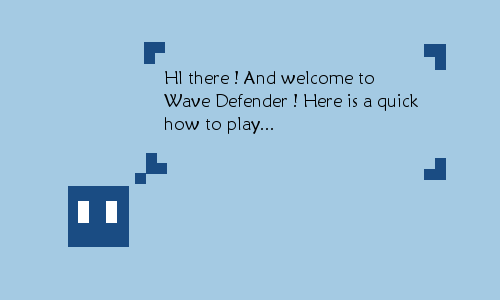 HI there ! And welcome to
Wave Defender ! Here is a quick
how to play...